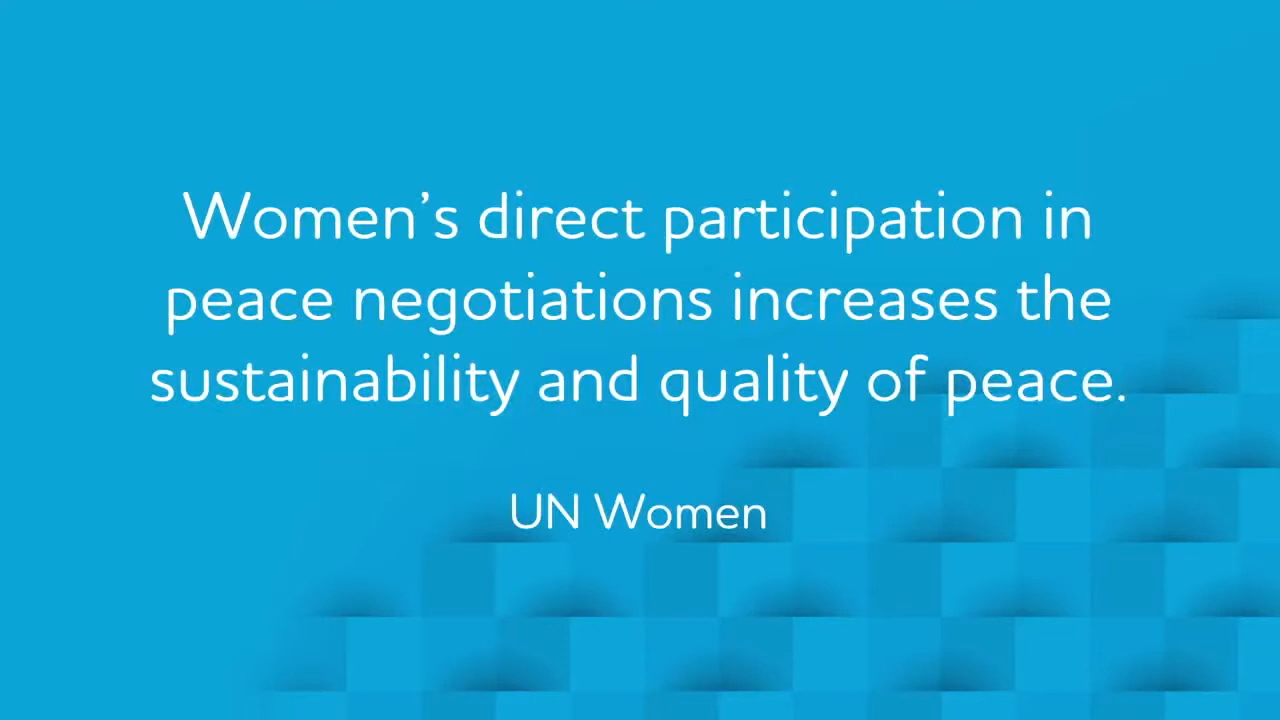 Women’s direct participation in
peace negotiations increases the
sustainability and quality of peace.
UN Women